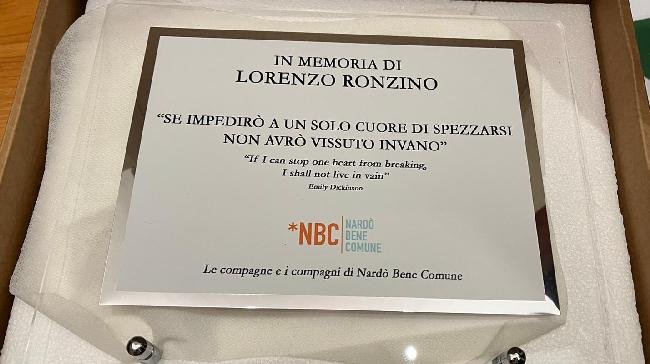 IN MEMORIA DI
LORENZO RONZINO
“SE IMPEDIRÒ A UN SOLO CUORE DI SPEZZARSI
NON AVRÒ VISSUTO INVANO”
“If I can stop one heart from breaking,
I shall not live in vain”
Emily Dickinson
*NBC
NARDÒ
BENE
COMUNE
Le compagne e i compagni di Nardò Bene Comune